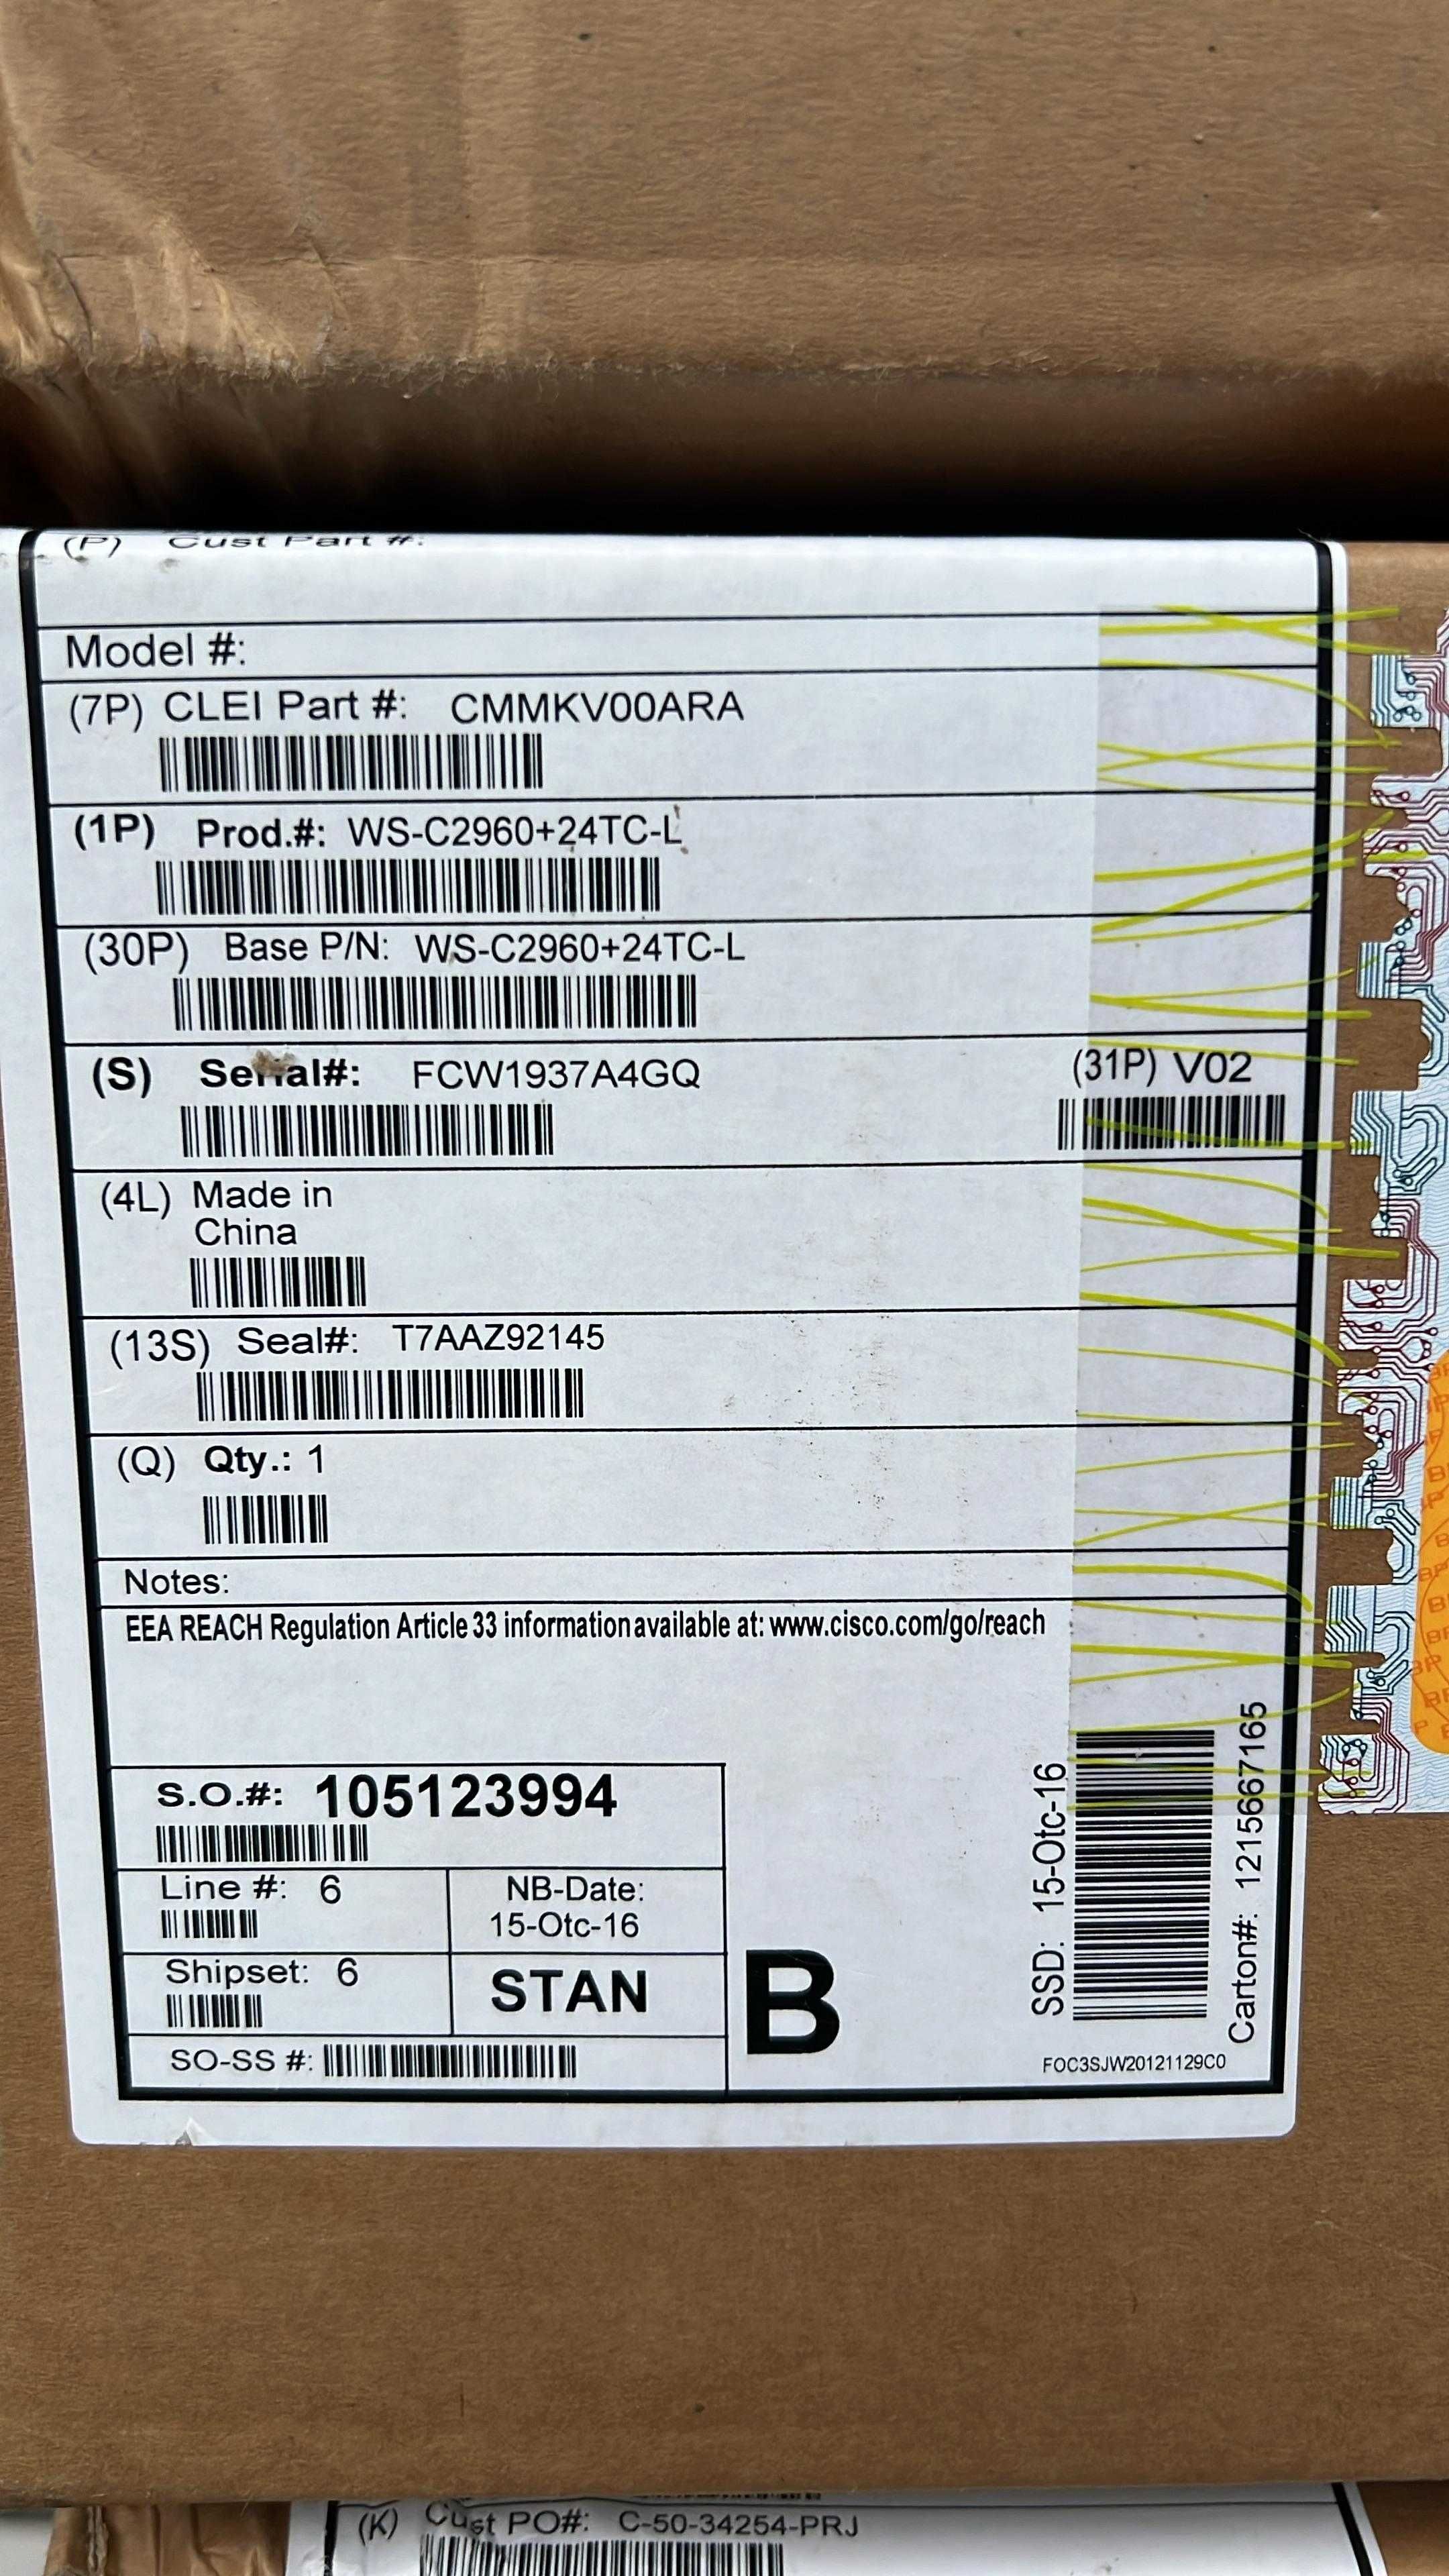 (P) Cust Part #:
Model #:
(7P) CLEI Part #: CMMKV00ARA
(1P) Prod.#: WS-C2960+24TC-L
(30P) Base P/N: WS-C2960+24TC-L
(S) Serial#: FCW1937A4GQ
(31P) V02
(4L) Made in
China
(13S) Seal#: T7AAZ92145
(Q) Qty.: 1
Notes:
EEA REACH Regulation Article 33 information available at: www.cisco.com/go/reach
S.O.#: 105123994
Line #: 6
NB-Date:
15-Otc-16
Shipset: 6
STAN
SO-SS #:
B
SSD: 15-Otc-16
Carton#: 1215667165
FOC3SJW20121129C0
(K) Cust PO#: C-50-34254-PRJ